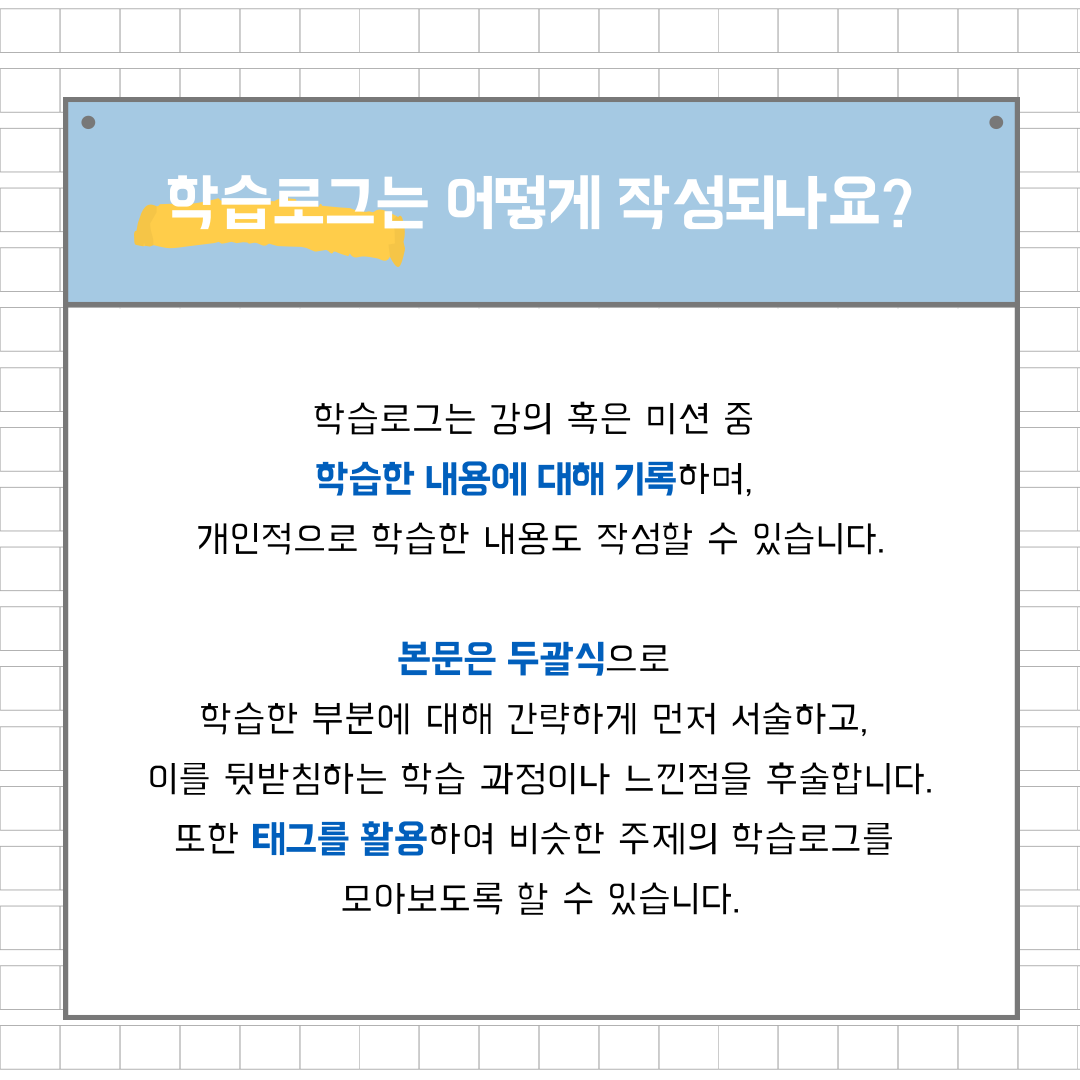 학습로그는 어떻게 작성되나요?
학습로그는 강의 혹은 미션 중
학습한 내용에 대해 기록하며,
개인적으로 학습한 내용도 작성할 수 있습니다.
본문은 두괄식으로
학습한 부분에 대해 간략하게 먼저 서술하고,
이를 뒷받침하는 학습 과정이나 느낀점을 후술합니다.
또한 태그를 활용하여 비슷한 주제의 학습로그를
모아보도록 할 수 있습니다.